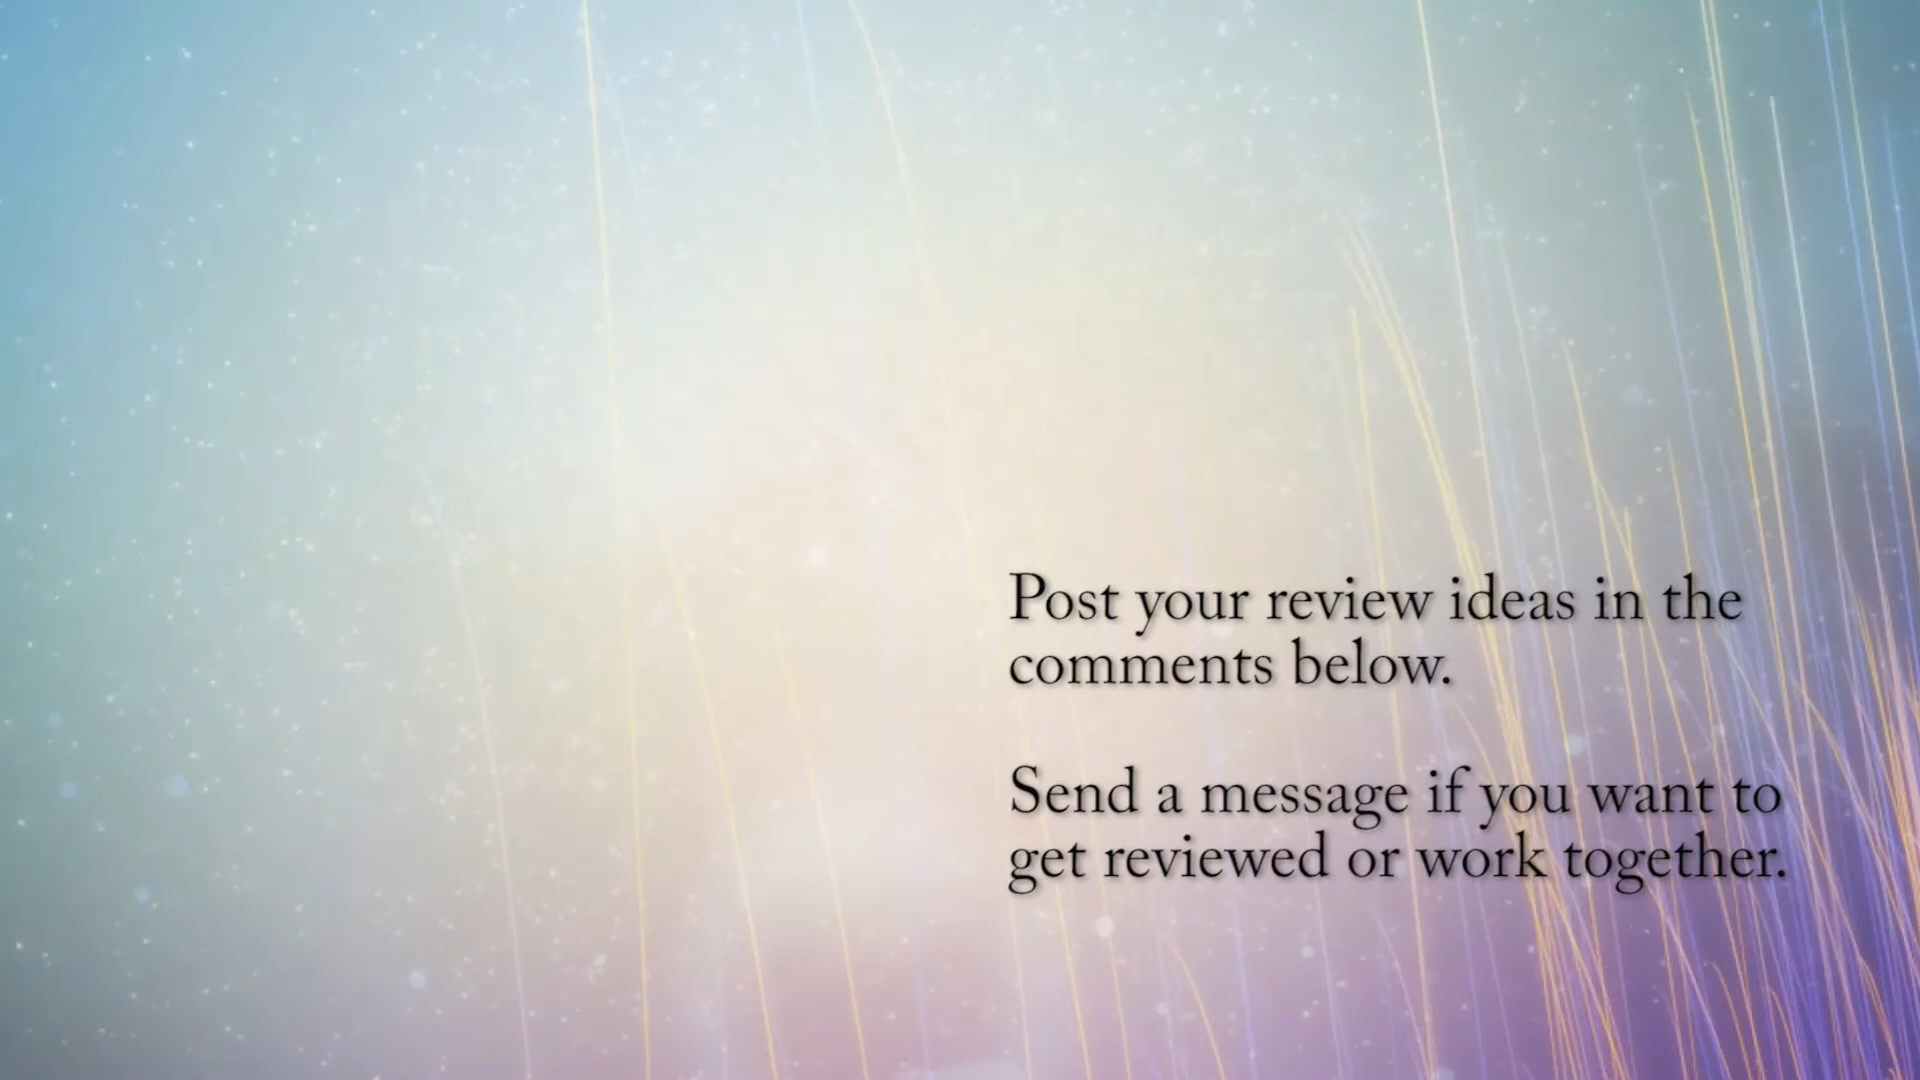 Post your review ideas in the
comments below.
Send a message if you want to
get reviewed or work together.